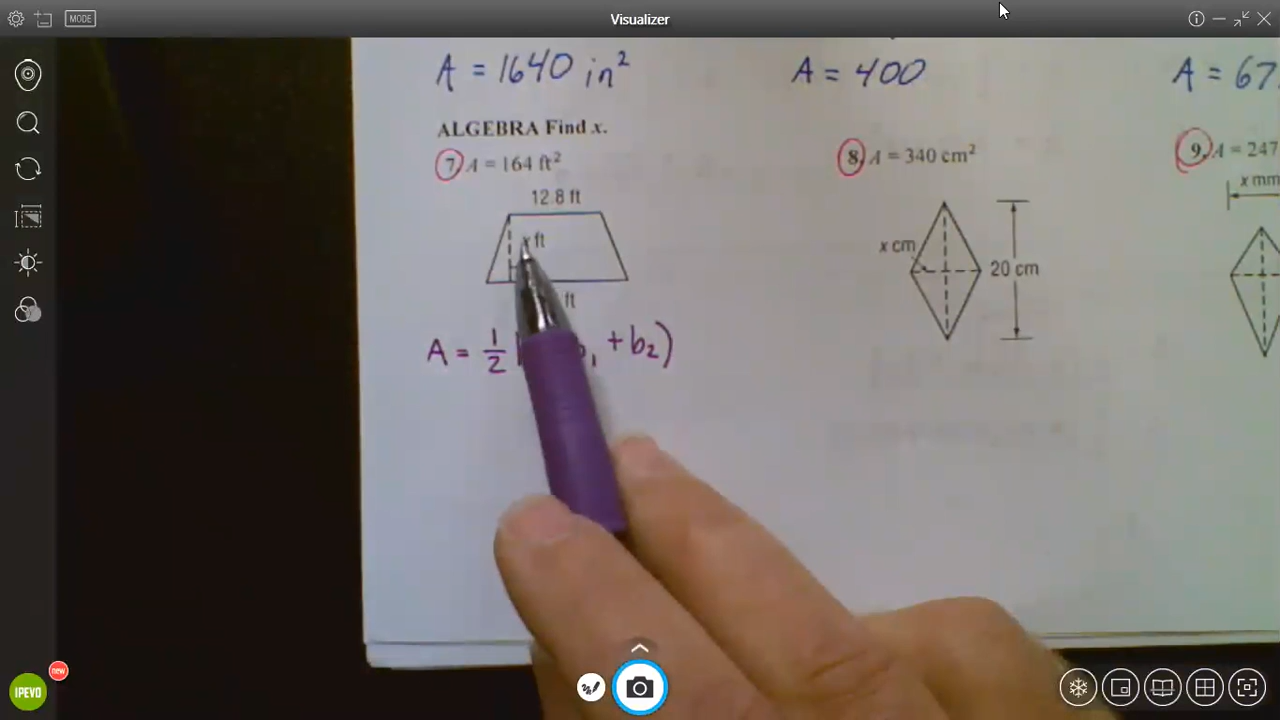 MODE
Visualizer
A = 1640 in²
A = 400
A = 67
ALGEBRA Find x.
7. A = 164 ft²
8. A = 340 cm²
9. A = 247
12.8 ft
x ft
ft
x cm
20 cm
x mm
A = 1/2 b₁ + b₂)
new
IPEVO